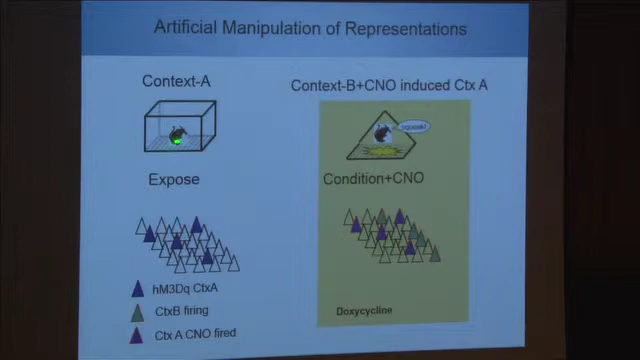 Artificial Manipulation of Representations
Context-A
Context-B+CNO induced Ctx A
Expose
Condition+CNO
hM3Dq CtxA
CtxB firing
Ctx A CNO fired
Doxycycline